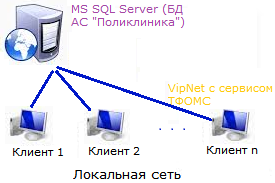 MS SQL Server (БД
АС "Поликлиника")
VipNet с сервисом
ТФОМС
. . .
Клиент 1
Клиент 2
Клиент n
Локальная сеть